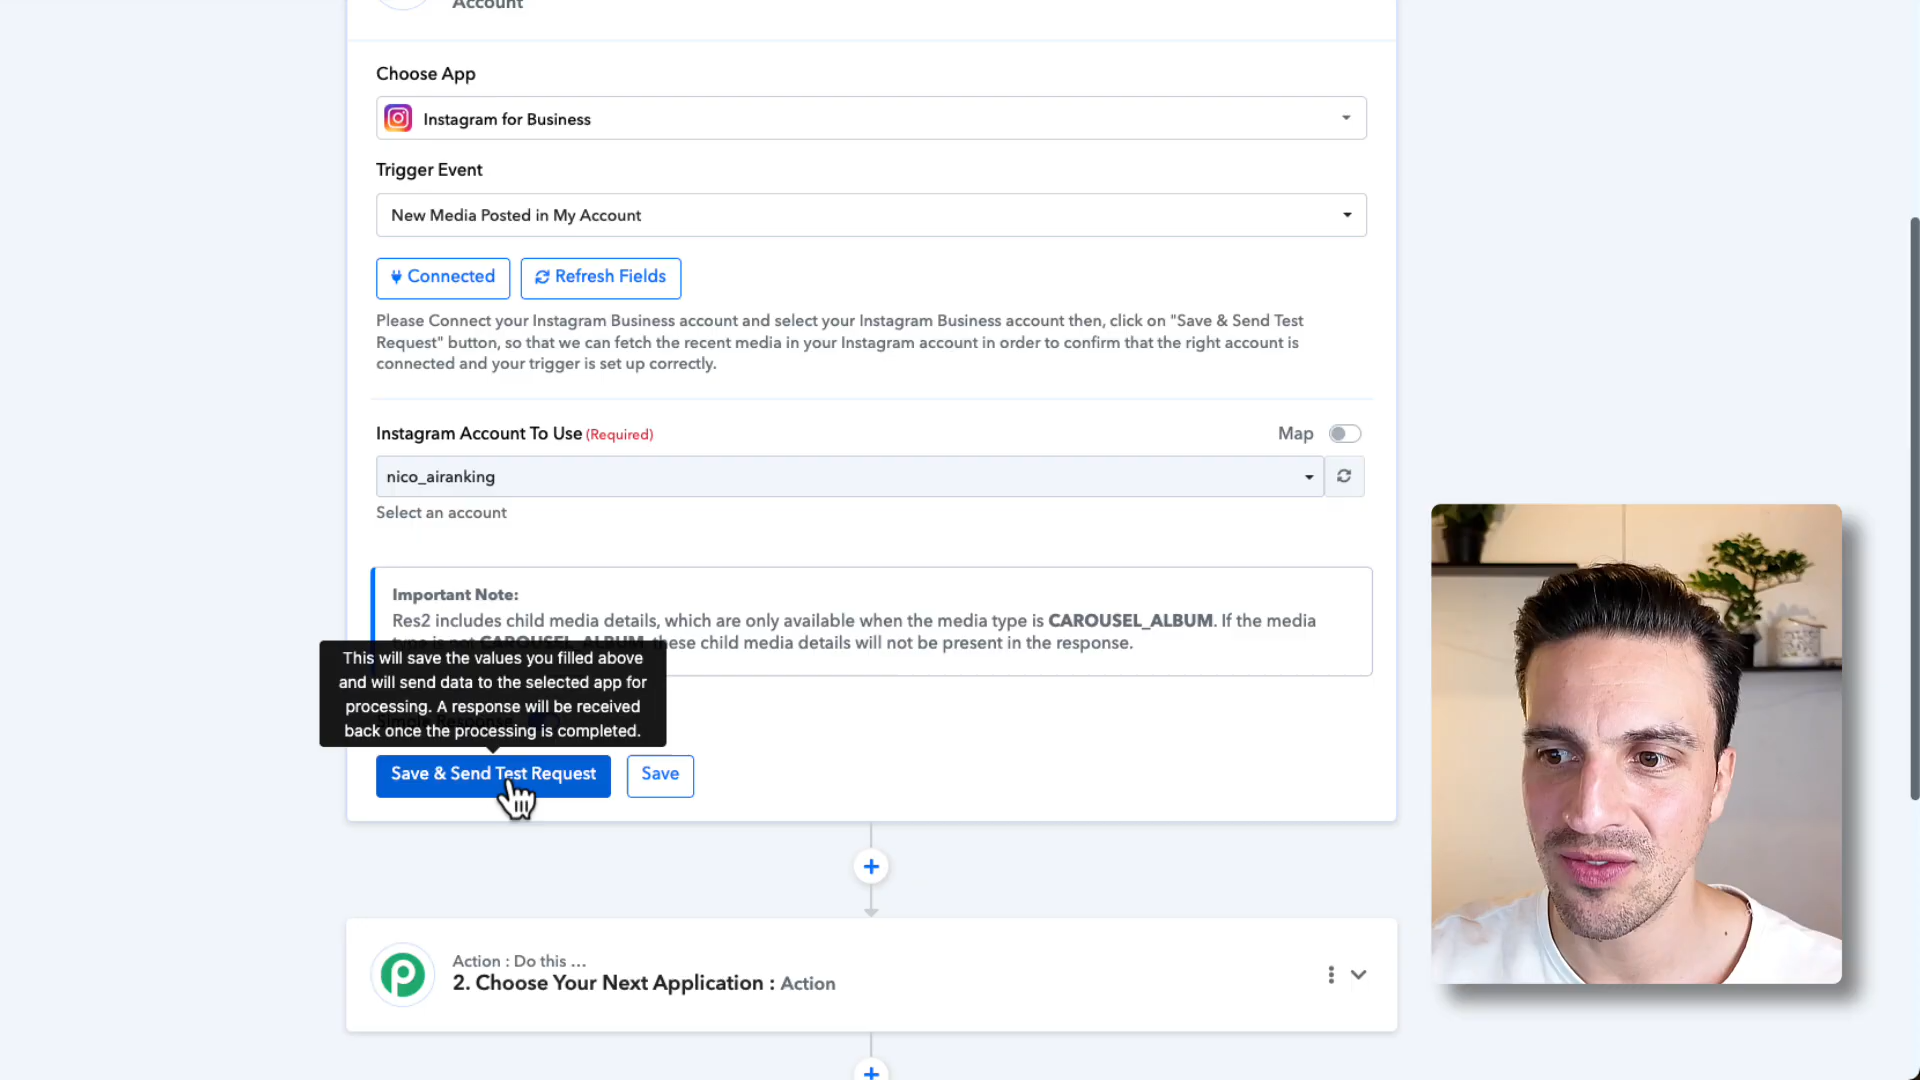 Account
Choose App
Instagram for Business
Trigger Event
New Media Posted in My Account
Connected
Refresh Fields
Please Connect your Instagram Business account and select your Instagram Business account then, click on "Save & Send Test
Request" button, so that we can fetch the recent media in your Instagram account in order to confirm that the right account is
connected and your trigger is set up correctly.
Instagram Account To Use (Required)
Map
nico_airanking
Select an account
Important Note:
Res2 includes child media details, which are only available when the media type is CAROUSEL_ALBUM. If the media
type is not CAROUSEL_ALBUM, these child media details will not be present in the response.
This will save the values you filled above
and will send data to the selected app for
processing. A response will be received
back once the processing is completed.
Simple Response
Save & Send Test Request
Save
Action : Do this ...
2. Choose Your Next Application : Action